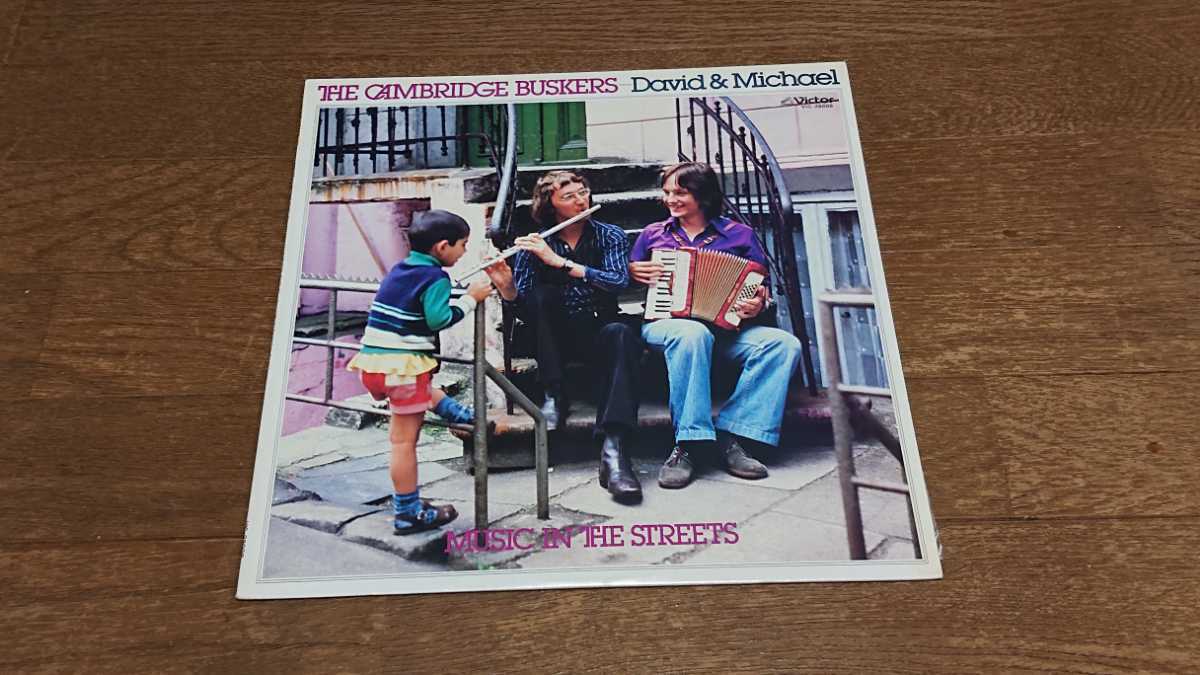 THE CAMBRIDGE BUSKERS David & Michael
Victor
MUSIC IN THE STREETS